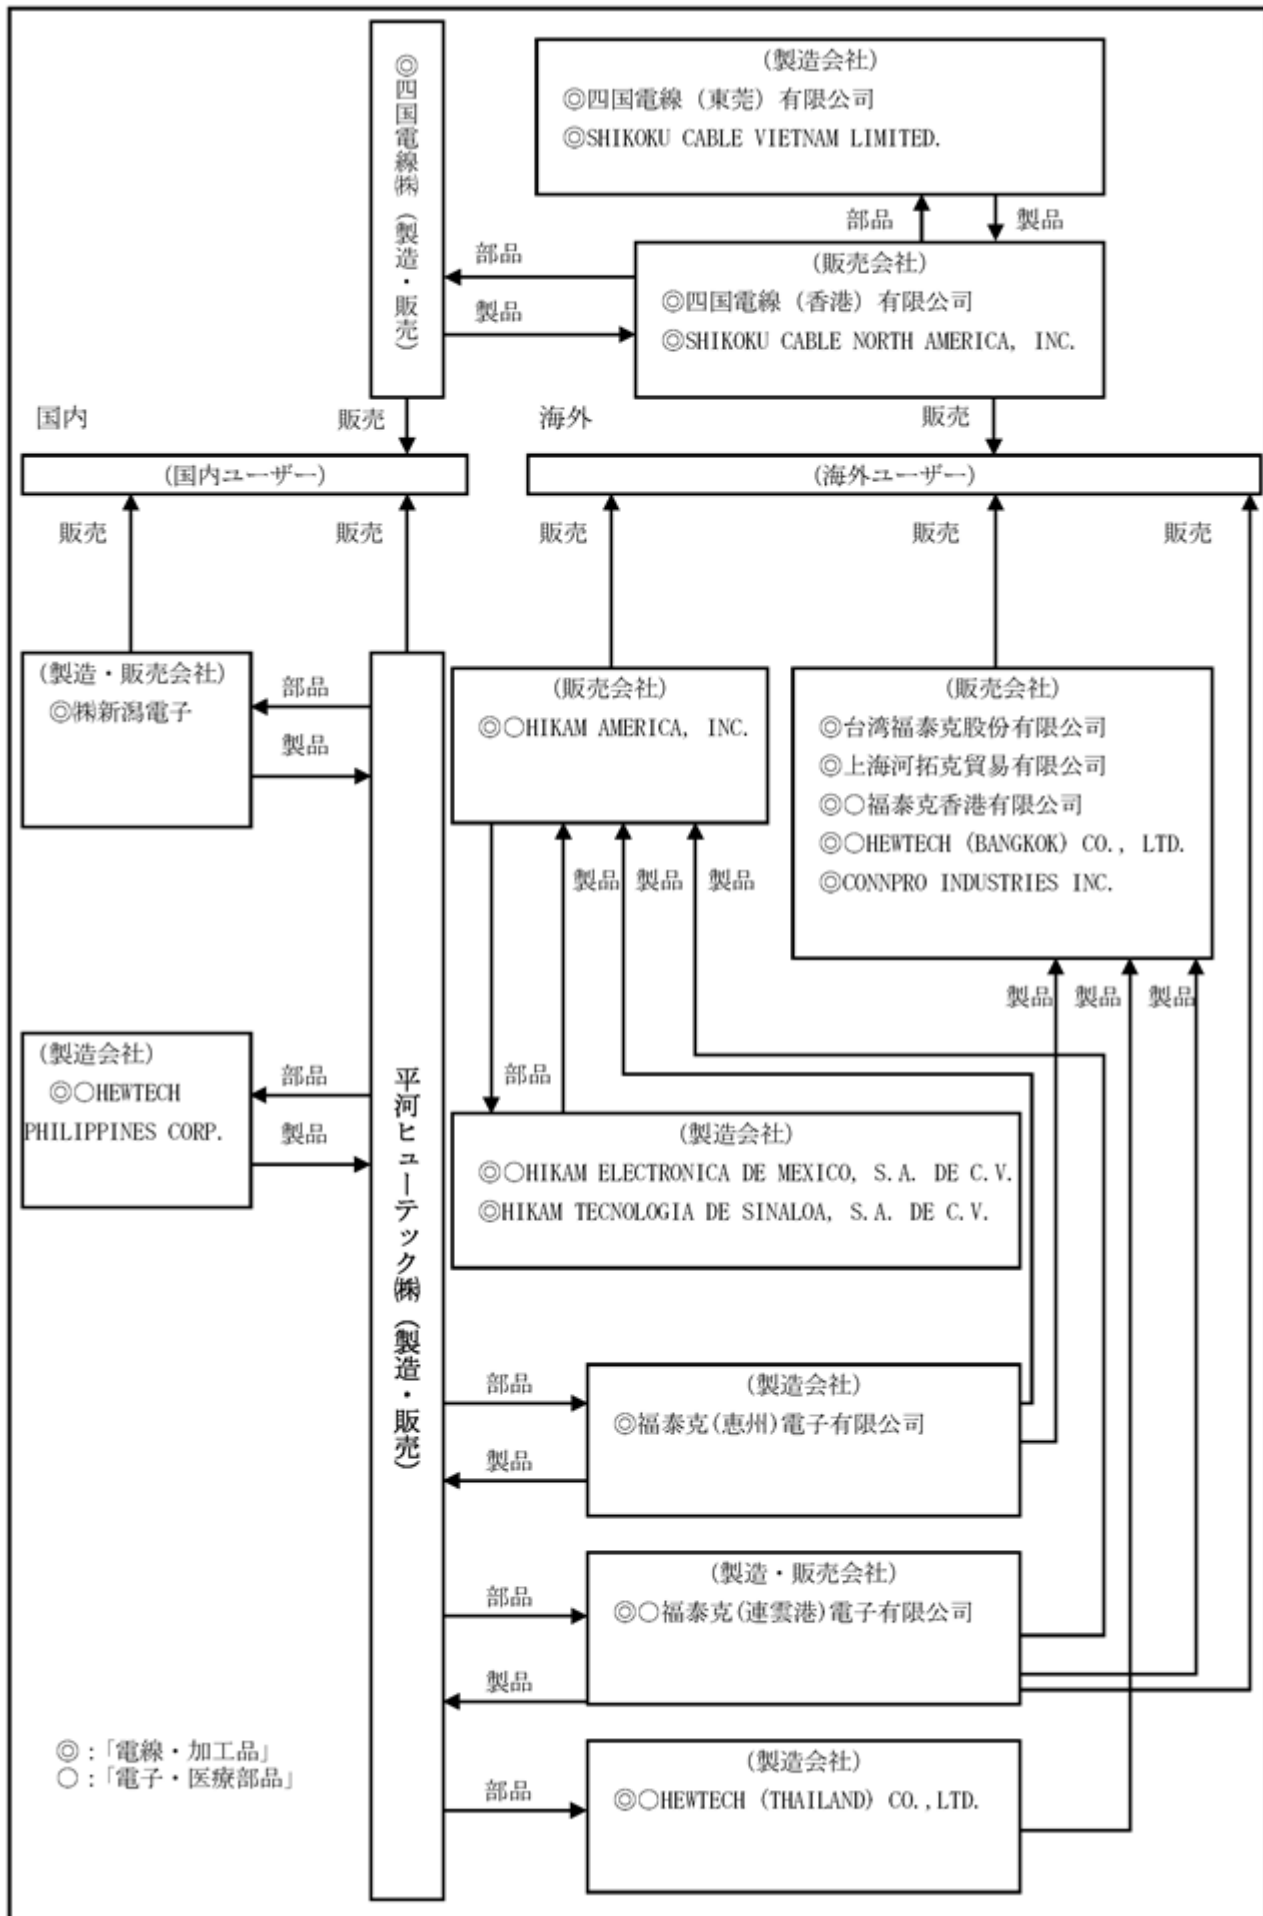 ◎四国電線㈱（製造・販売）
(製造会社)
◎四国電線（東莞）有限公司
◎SHIKOKU CABLE VIETNAM LIMITED.
部品
製品
部品
製品
(販売会社)
◎四国電線（香港）有限公司
◎SHIKOKU CABLE NORTH AMERICA, INC.
国内
販売
海外
販売
(国内ユーザー)
(海外ユーザー)
販売
販売
販売
販売
販売
(製造・販売会社)
◎㈱新潟電子
部品
製品
(販売会社)
◎○HIKAM AMERICA, INC.
(販売会社)
◎台湾福泰克股份有限公司
◎上海河拓克貿易有限公司
◎○福泰克香港有限公司
◎○HEWTECH (BANGKOK) CO., LTD.
◎CONNPRO INDUSTRIES INC.
製品
製品
製品
製品
製品
製品
(製造会社)
◎○HEWTECH
PHILIPPINES CORP.
部品
製品
平河ヒューテック㈱（製造・販売）
部品
(製造会社)
◎○HIKAM ELECTRONICA DE MEXICO, S.A. DE C.V.
◎HIKAM TECNOLOGIA DE SINALOA, S.A. DE C.V.
部品
製品
(製造会社)
◎福泰克(恵州)電子有限公司
部品
製品
(製造・販売会社)
◎○福泰克(連雲港)電子有限公司
部品
(製造会社)
◎○HEWTECH (THAILAND) CO.,LTD.
◎：「電線・加工品」
○：「電子・医療部品」